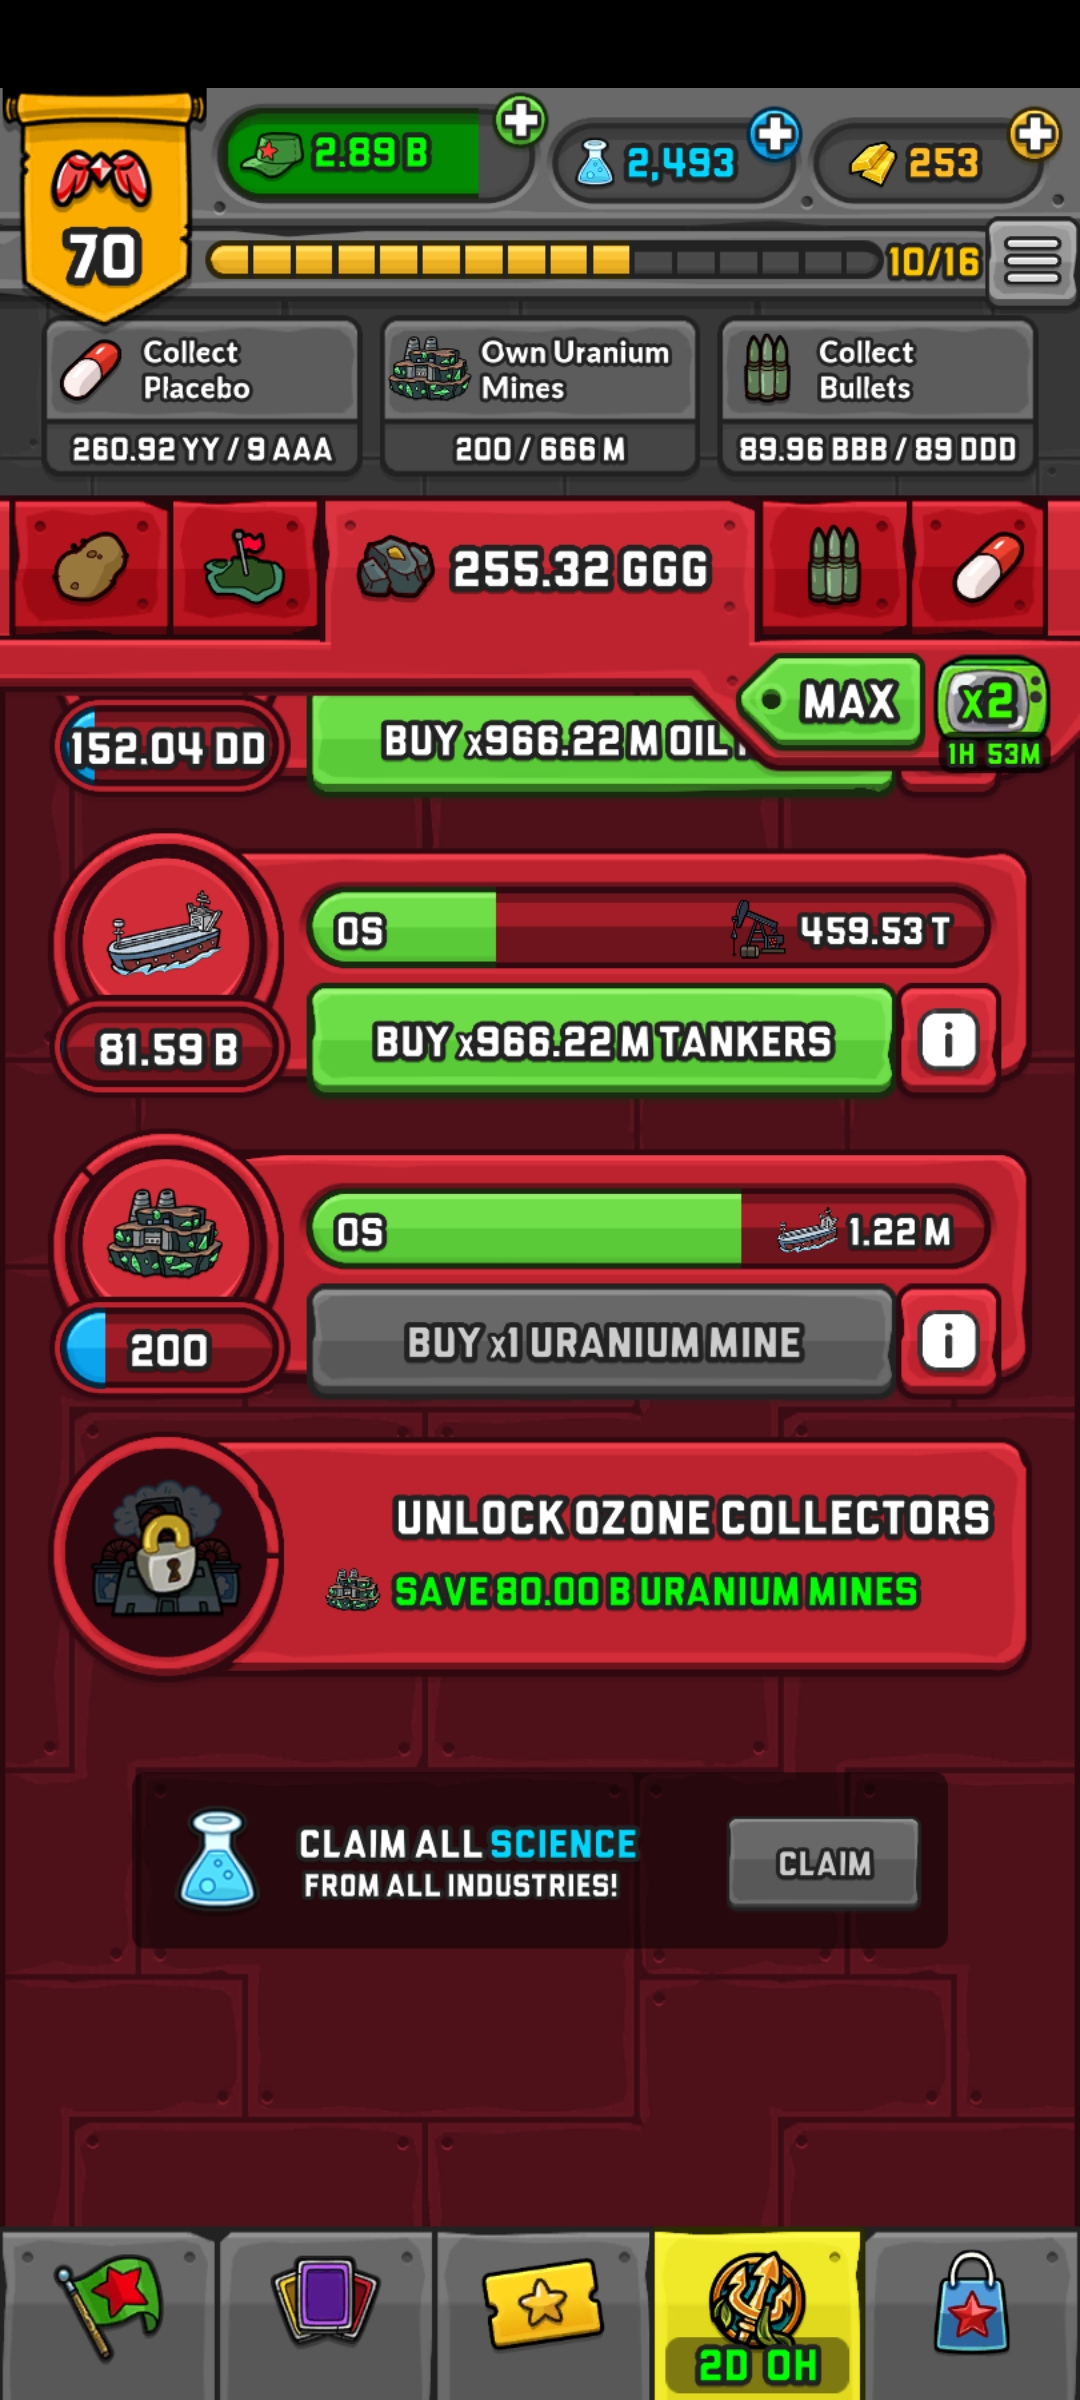 2.89 B
2,493
253
70
10/16
Collect
Placebo
260.92 YY / 9 AAA
Own Uranium
Mines
200 / 666 M
Collect
Bullets
89.96 BBB / 89 DDD
255.32 GGG
MAX
x2
1H 53M
152.04 DD
BUY x966.22 M OIL
0S
459.53 T
81.59 B
BUY x966.22 M TANKERS
i
0S
1.22 M
200
BUY x1 URANIUM MINE
i
UNLOCK OZONE COLLECTORS
SAVE 80.00 B URANIUM MINES
CLAIM ALL SCIENCE
FROM ALL INDUSTRIES!
CLAIM
2D 0H